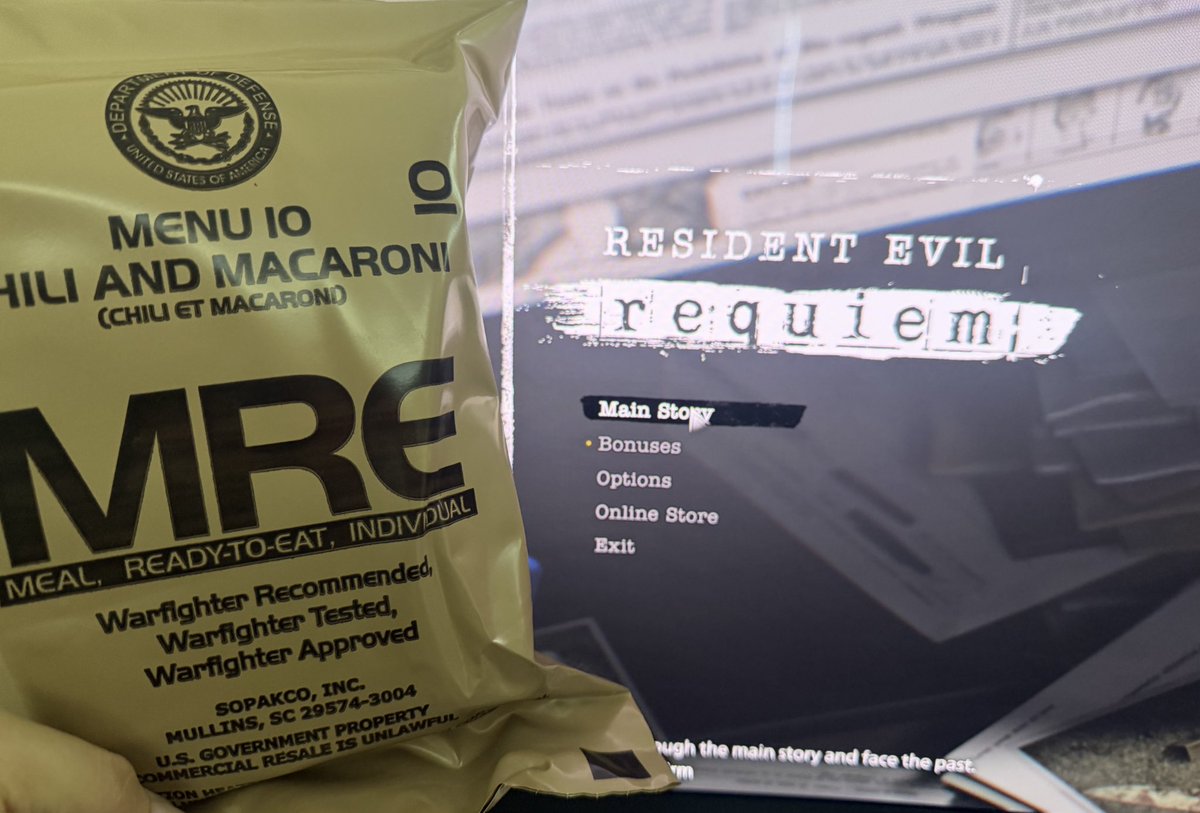 DEPARTMENT OF DEFENSE
UNITED STATES OF AMERICA
10
MENU 10
HILI AND MACARONI
(CHILI ET MACARONI)
MRE
MEAL, READY-TO-EAT, INDIVIDUAL
Warfighter Recommended,
Warfighter Tested,
Warfighter Approved
SOPAKCO, INC.
MULLINS, SC 29574-3004
U.S. GOVERNMENT PROPERTY
COMMERCIAL RESALE IS UNLAWFUL
RESIDENT EVIL
requiem
Main Story
Bonuses
Options
Online Store
Exit
ough the main story and face the past.
rm